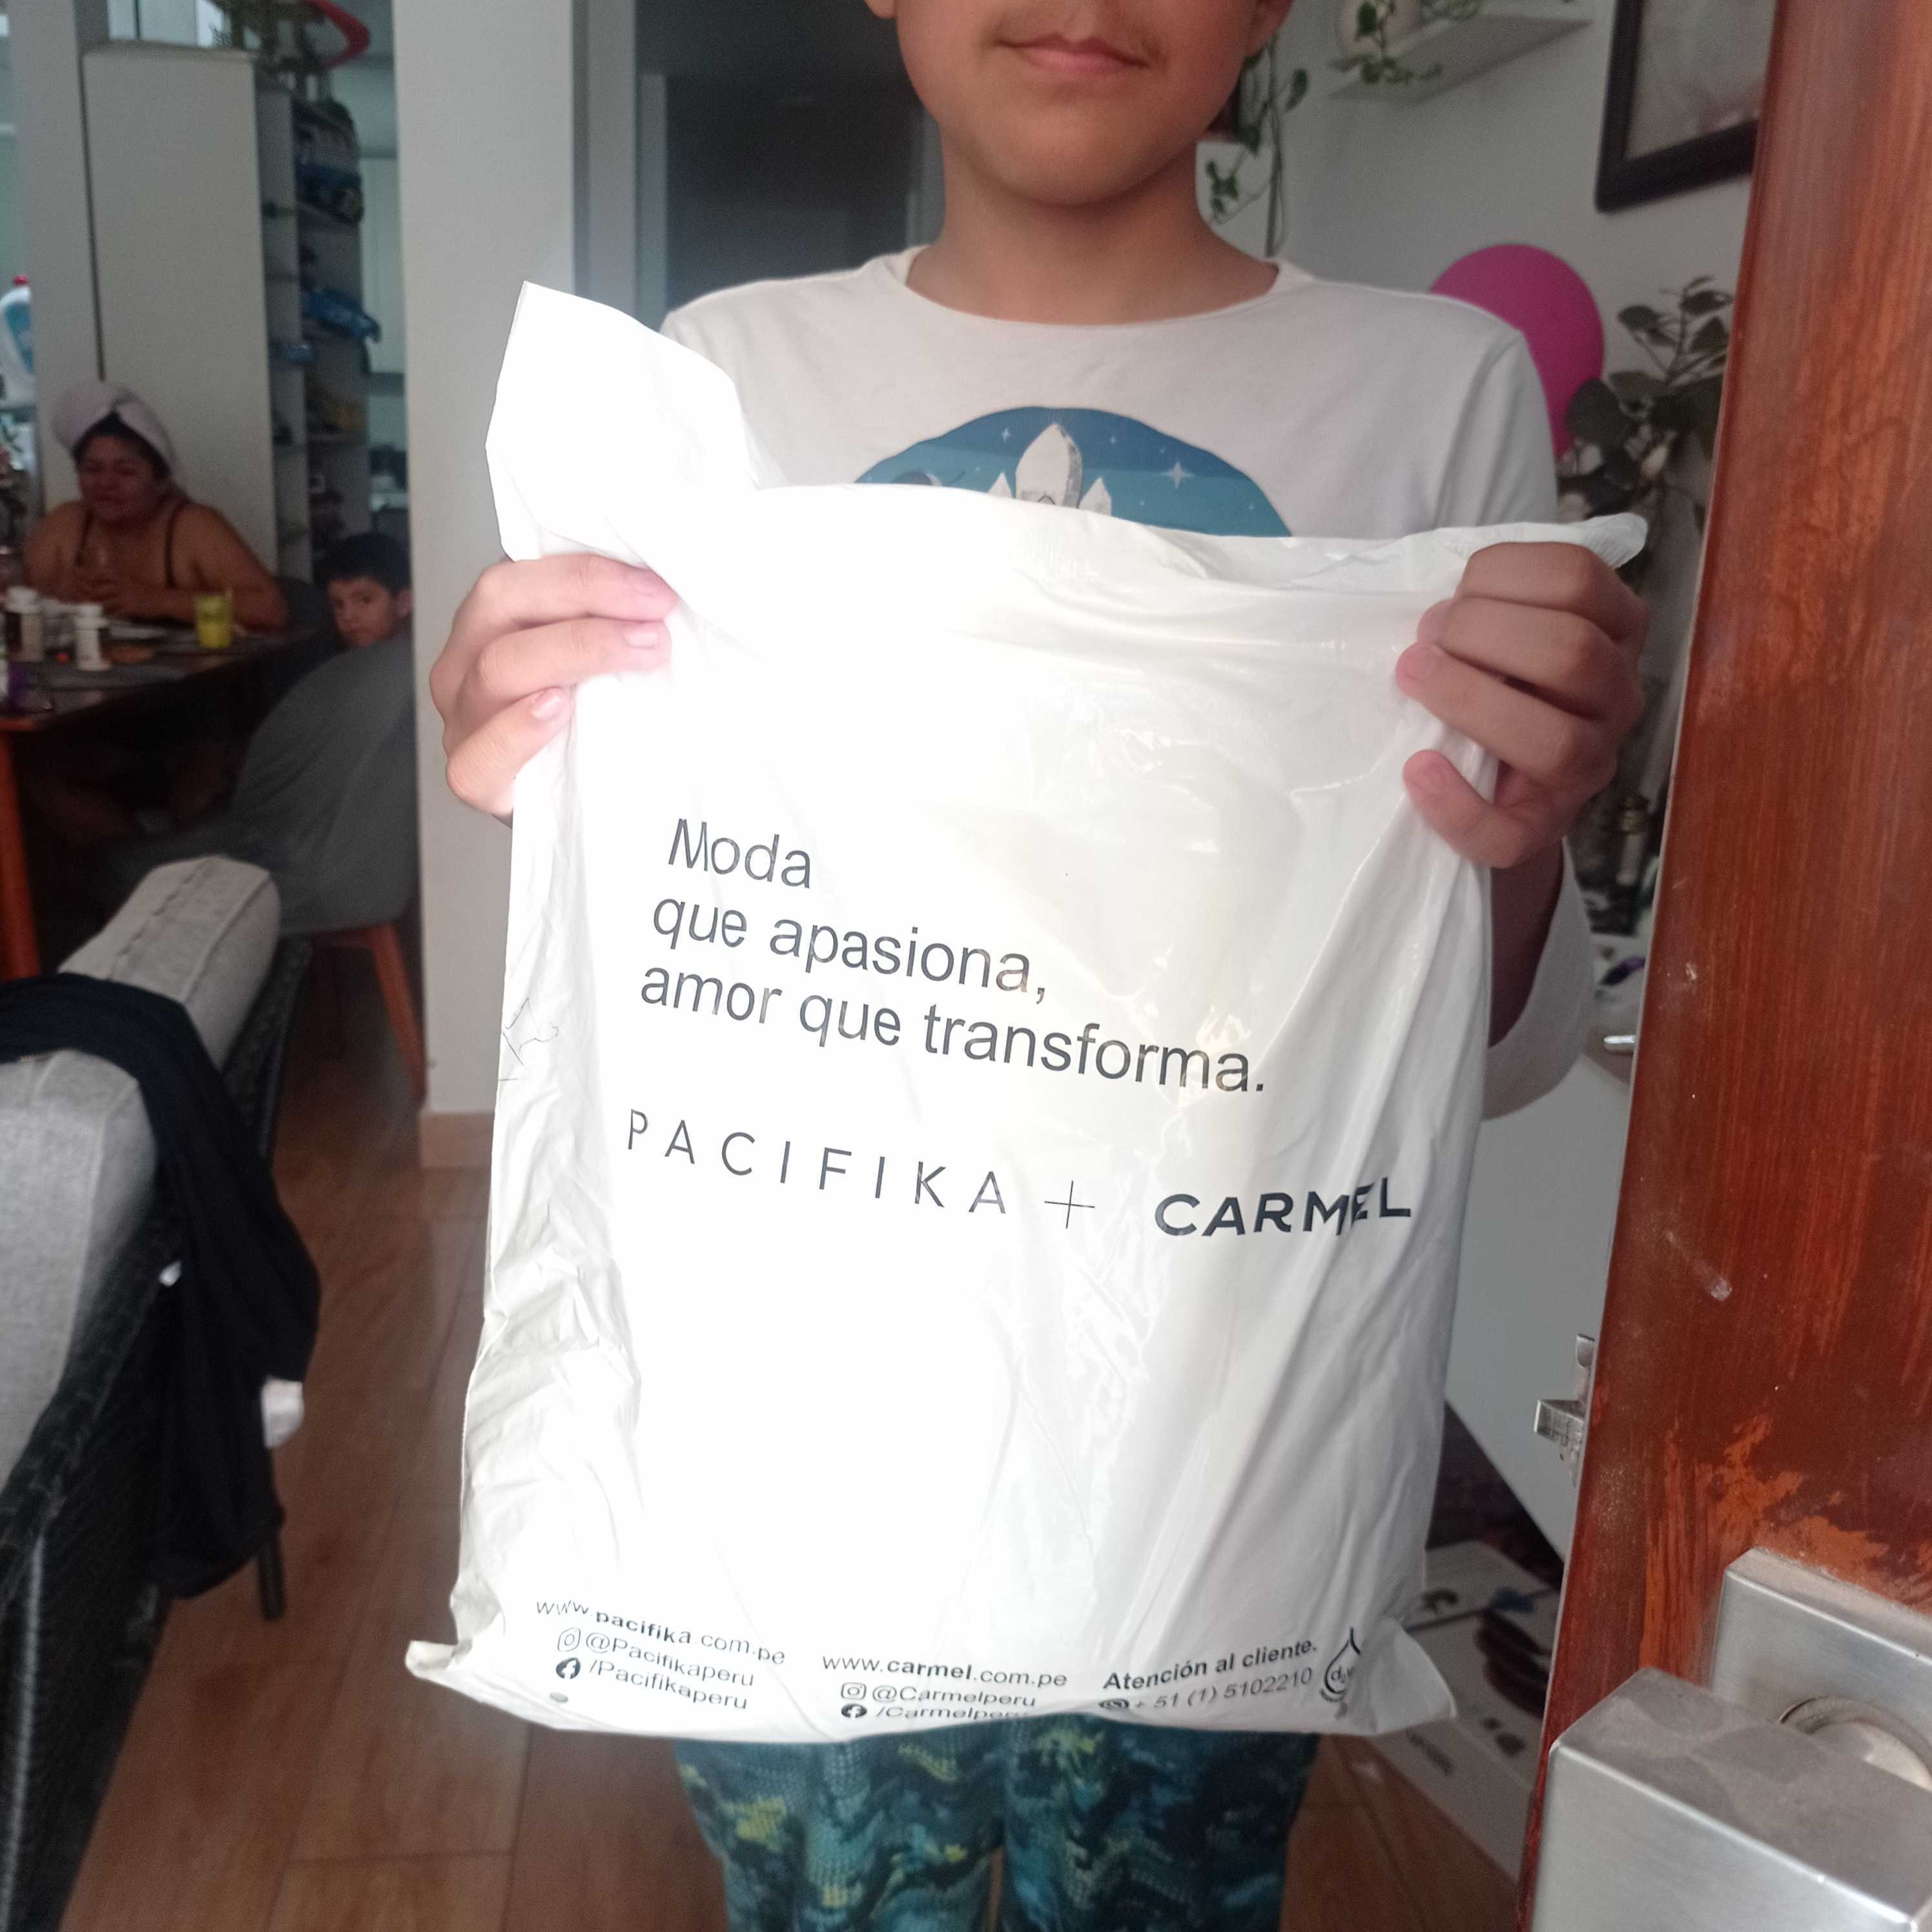 Moda
que apasiona,
amor que transforma.
PACIFIKA + CARMEL
www.pacifika.com.pe
@Pacifikaperu
/Pacifikaperu
www.carmel.com.pe
@Carmelperu
/Carmelperu
Atención al cliente.
+ 51 (1) 5102210